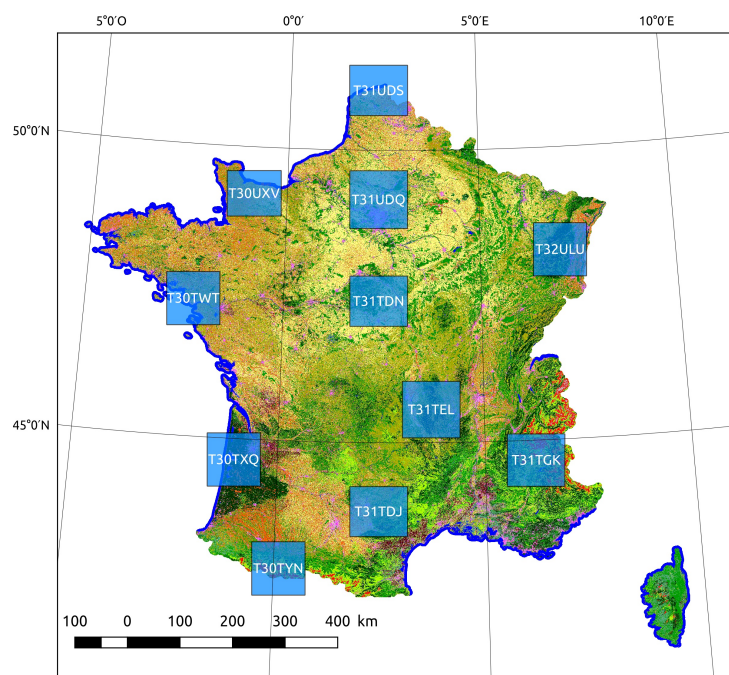 5°0′O 0°0′ 5°0′E 10°0′E
T31UDS
50°0′N
T30UXV T31UDQ
T32ULU
T30TWT T31TDN
T31TEL
45°0′N
T30TXQ T31TGK
T31TDJ
T30TYN
100 0 100 200 300 400 km